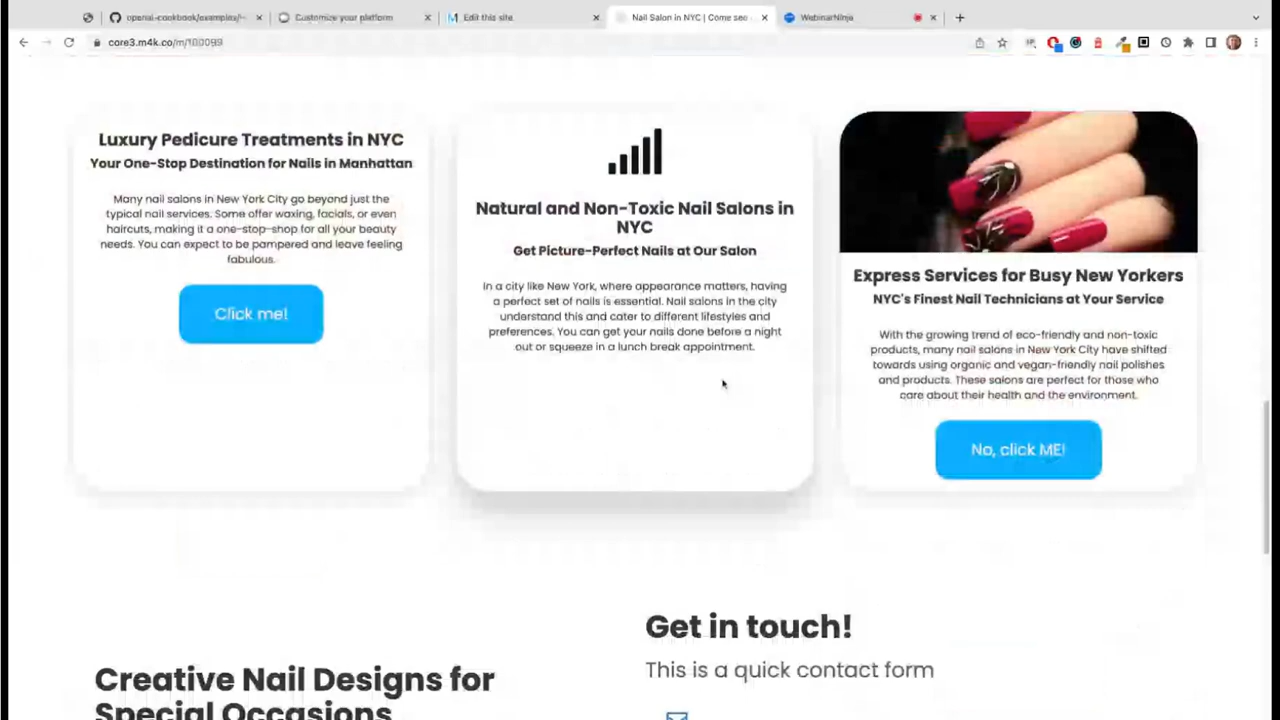 openai-cookbook/examples/
Customize your platform
Edit this site
Nail Salon in NYC | Come see
WebinarNinja
core3.m4k.co/m/100099
Luxury Pedicure Treatments in NYC
Your One-Stop Destination for Nails in Manhattan
Many nail salons in New York City go beyond just the
typical nail services. Some offer waxing, facials, or even
haircuts, making it a one-stop-shop for all your beauty
needs. You can expect to be pampered and leave feeling
fabulous.
Click me!
Natural and Non-Toxic Nail Salons in
NYC
Get Picture-Perfect Nails at Our Salon
In a city like New York, where appearance matters, having
a perfect set of nails is essential. Nail salons in the city
understand this and cater to different lifestyles and
preferences. You can get your nails done before a night
out or squeeze in a lunch break appointment.
Express Services for Busy New Yorkers
NYC's Finest Nail Technicians at Your Service
With the growing trend of eco-friendly and non-toxic
products, many nail salons in New York City have shifted
towards using organic and vegan-friendly nail polishes
and products. These salons are perfect for those who
care about their health and the environment.
No, click ME!
Creative Nail Designs for
Special Occasions
Get in touch!
This is a quick contact form